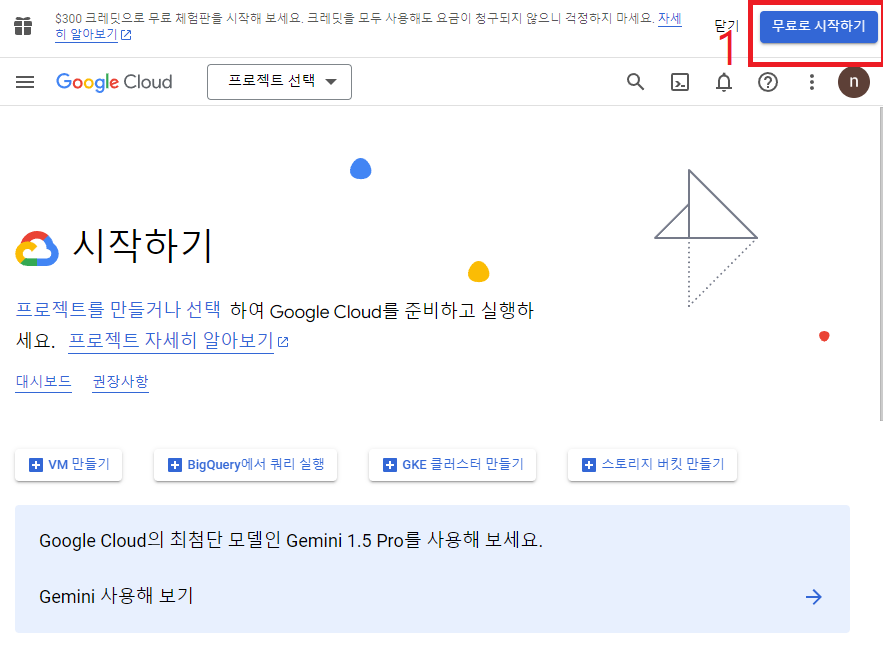 $300 크레딧으로 무료 체험판을 시작해 보세요. 크레딧을 모두 사용해도 요금이 청구되지 않으니 걱정하지 마세요. 자세
히 알아보기
닫기
무료로 시작하기
1
Google Cloud
프로젝트 선택
n
시작하기
프로젝트를 만들거나 선택 하여 Google Cloud를 준비하고 실행하
세요. 프로젝트 자세히 알아보기
대시보드 권장사항
VM 만들기 BigQuery에서 쿼리 실행 GKE 클러스터 만들기 스토리지 버킷 만들기
Google Cloud의 최첨단 모델인 Gemini 1.5 Pro를 사용해 보세요.
Gemini 사용해 보기